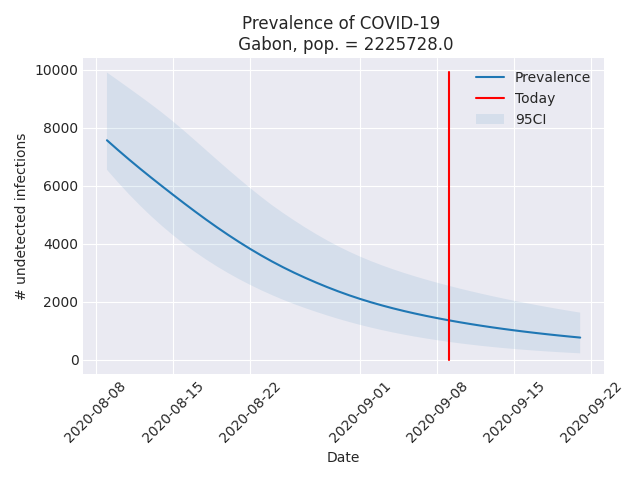 Prevalence of COVID-19
Gabon, pop. = 2225728.0
Prevalence
Today
95CI
# undetected infections
10000
8000
6000
4000
2000
0
2020-08-08
2020-08-15
2020-08-22
2020-09-01
2020-09-08
2020-09-15
2020-09-22
Date